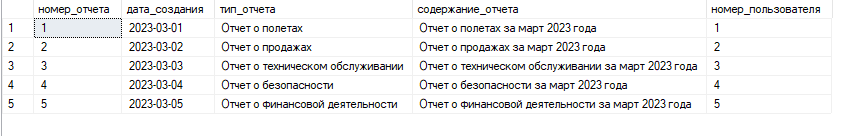 номер_отчета дата_создания тип_отчета содержание_отчета номер_пользователя
1 1 2023-03-01 Отчет о полетах Отчет о полетах за март 2023 года 1
2 2 2023-03-02 Отчет о продажах Отчет о продажах за март 2023 года 2
3 3 2023-03-03 Отчет о техническом обслуживании Отчет о техническом обслуживании за март 2023 года 3
4 4 2023-03-04 Отчет о безопасности Отчет о безопасности за март 2023 года 4
5 5 2023-03-05 Отчет о финансовой деятельности Отчет о финансовой деятельности за март 2023 года 5